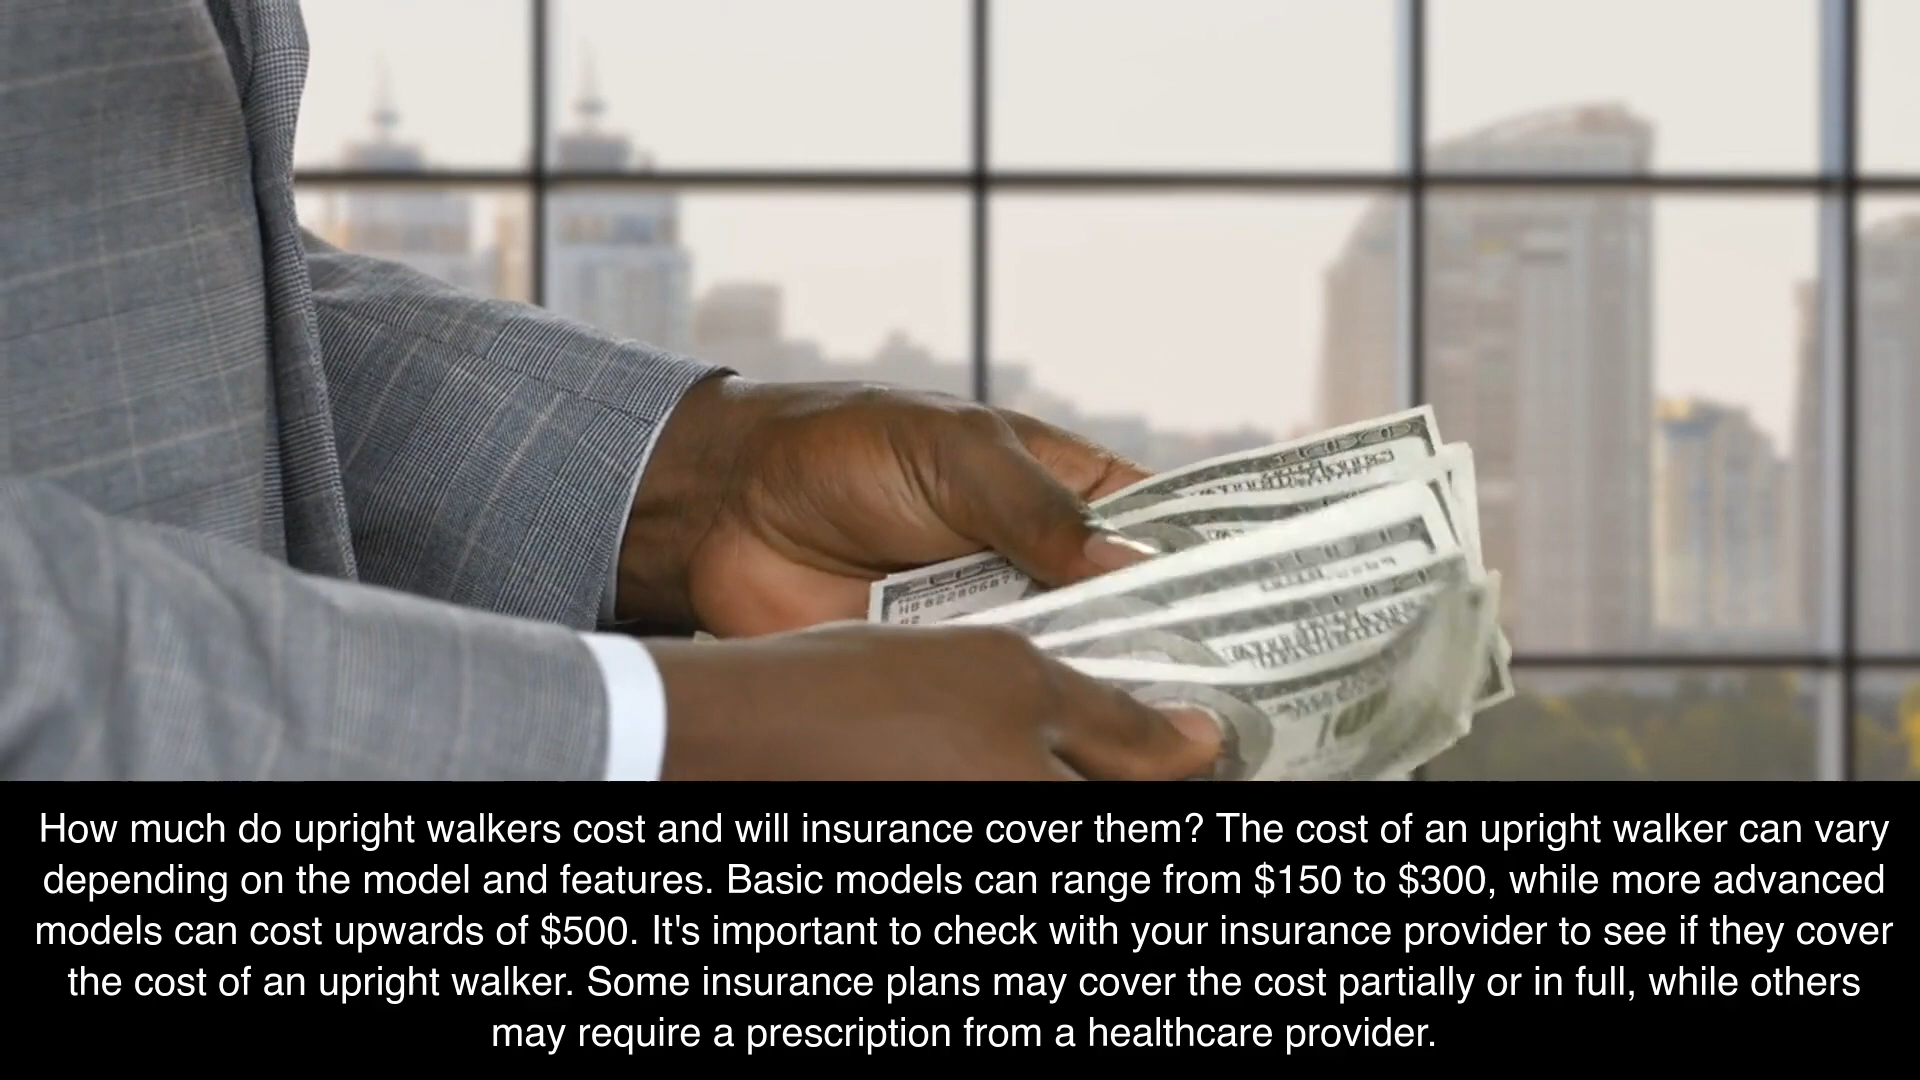 HB 62280687
How much do upright walkers cost and will insurance cover them? The cost of an upright walker can vary
depending on the model and features. Basic models can range from $150 to $300, while more advanced
models can cost upwards of $500. It's important to check with your insurance provider to see if they cover
the cost of an upright walker. Some insurance plans may cover the cost partially or in full, while others
may require a prescription from a healthcare provider.